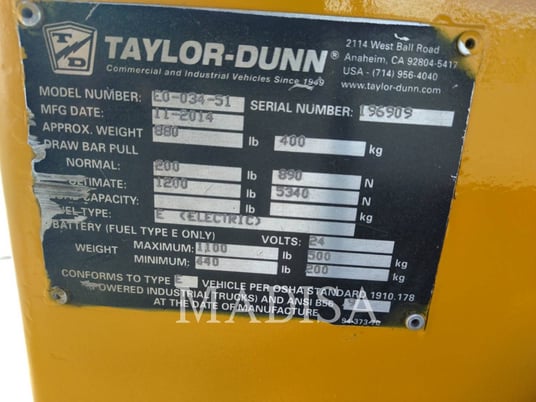 T D
TAYLOR-DUNN®
Commercial and Industrial Vehicles Since 1949
2114 West Ball Road
Anaheim, CA 92804-5417
USA - (714) 956-4040
www.taylor-dunn.com
MODEL NUMBER: E0-034-51 SERIAL NUMBER: 196909
MFG DATE: 11-2014
APPROX. WEIGHT 880 lb 400 kg
DRAW BAR PULL
NORMAL: 200 lb 890 N
ULTIMATE: 1200 lb 5340 N
LOAD CAPACITY: lb kg
FUEL TYPE: E (ELECTRIC)
BATTERY (FUEL TYPE E ONLY) VOLTS: 24
WEIGHT MAXIMUM: 1100 lb 500 kg
MINIMUM: 440 lb 200 kg
CONFORMS TO TYPE E VEHICLE PER OSHA STANDARD 1910.178
(POWERED INDUSTRIAL TRUCKS) AND ANSI B56
AT THE DATE OF MANUFACTURE
MADISA